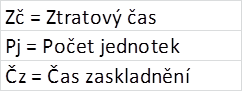 Zč = Ztratový čas
Pj = Počet jednotek
Čz = Čas zaskladnění